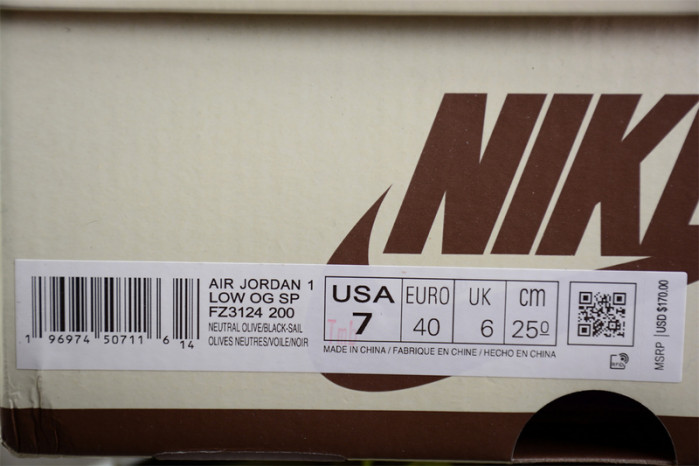 NIKE
AIR JORDAN 1
LOW OG SP
FZ3124 200
NEUTRAL OLIVE/BLACK-SAIL
OLIVES NEUTRES/VOILE/NOIR
1 96974 50711 6 14
USA EURO UK cm
7 40 6 25⁰
MADE IN CHINA / FABRIQUE EN CHINE / HECHO EN CHINA
RFID
MSRP | USD $170.00